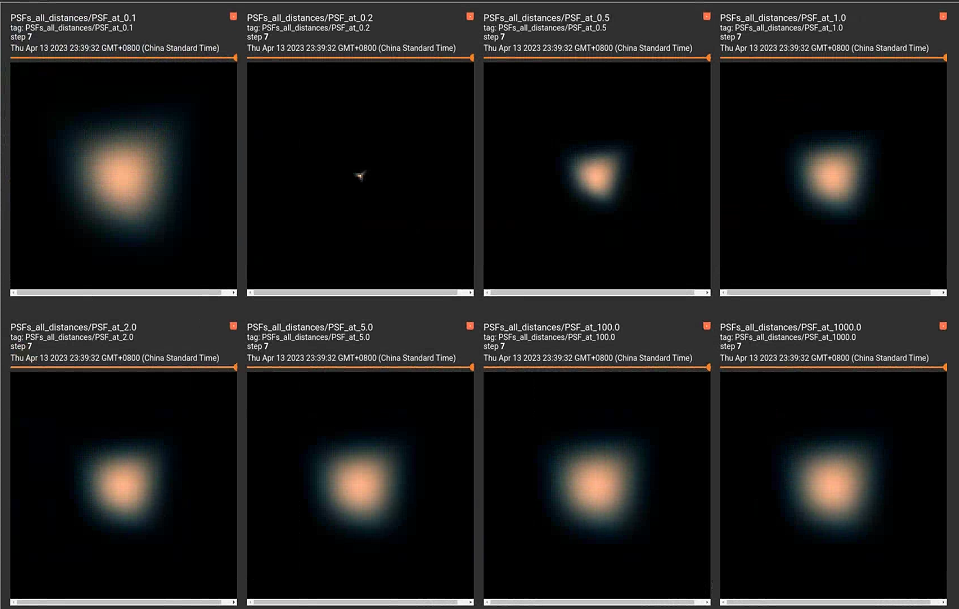 PSFs_all_distances/PSF_at_0.1
tag: PSFs_all_distances/PSF_at_0.1
step 7
Thu Apr 13 2023 23:39:32 GMT+0800 (China Standard Time)
PSFs_all_distances/PSF_at_0.2
tag: PSFs_all_distances/PSF_at_0.2
step 7
Thu Apr 13 2023 23:39:32 GMT+0800 (China Standard Time)
PSFs_all_distances/PSF_at_0.5
tag: PSFs_all_distances/PSF_at_0.5
step 7
Thu Apr 13 2023 23:39:32 GMT+0800 (China Standard Time)
PSFs_all_distances/PSF_at_1.0
tag: PSFs_all_distances/PSF_at_1.0
step 7
Thu Apr 13 2023 23:39:32 GMT+0800 (China Standard Time)
PSFs_all_distances/PSF_at_2.0
tag: PSFs_all_distances/PSF_at_2.0
step 7
Thu Apr 13 2023 23:39:32 GMT+0800 (China Standard Time)
PSFs_all_distances/PSF_at_5.0
tag: PSFs_all_distances/PSF_at_5.0
step 7
Thu Apr 13 2023 23:39:32 GMT+0800 (China Standard Time)
PSFs_all_distances/PSF_at_100.0
tag: PSFs_all_distances/PSF_at_100.0
step 7
Thu Apr 13 2023 23:39:32 GMT+0800 (China Standard Time)
PSFs_all_distances/PSF_at_1000.0
tag: PSFs_all_distances/PSF_at_1000.0
step 7
Thu Apr 13 2023 23:39:32 GMT+0800 (China Standard Time)